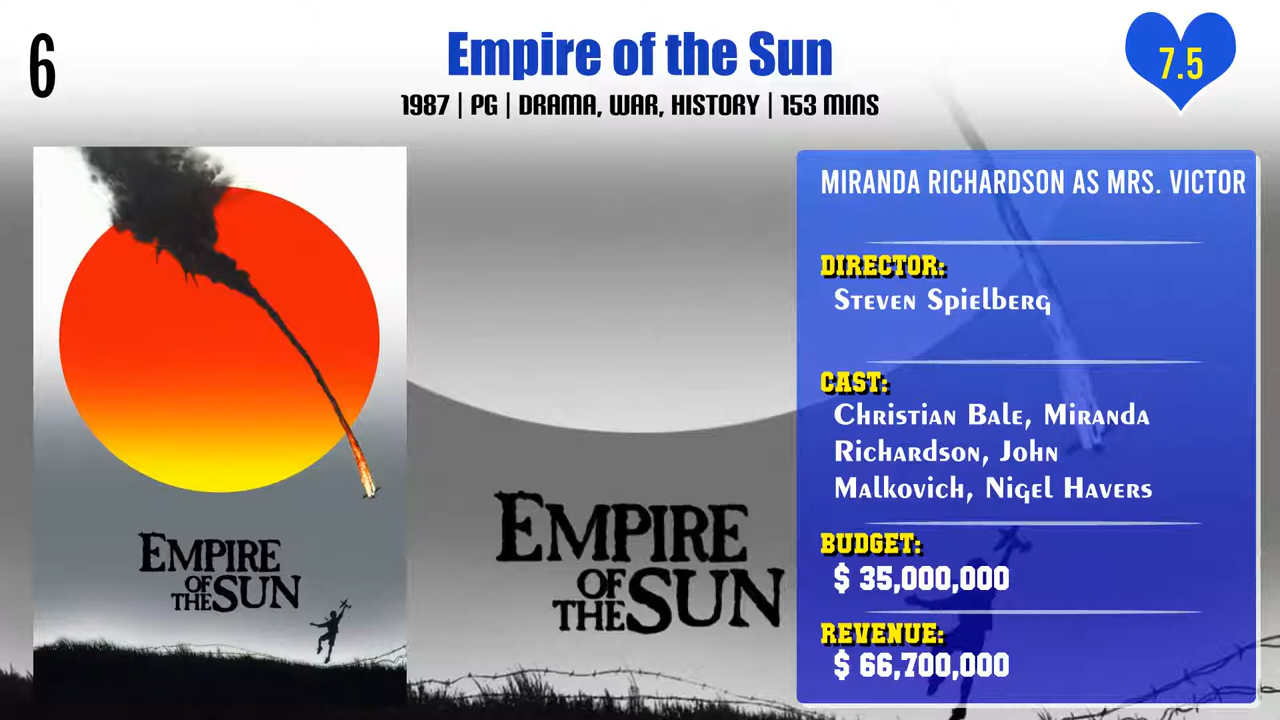 6
Empire of the Sun
1987 | PG | DRAMA, WAR, HISTORY | 153 MINS
7.5
EMPIRE
OF
THE SUN
EMPIRE
OF
THE SUN
MIRANDA RICHARDSON AS MRS. VICTOR
DIRECTOR:
Steven Spielberg
CAST:
Christian Bale, Miranda
Richardson, John
Malkovich, Nigel Havers
BUDGET:
$ 35,000,000
REVENUE:
$ 66,700,000